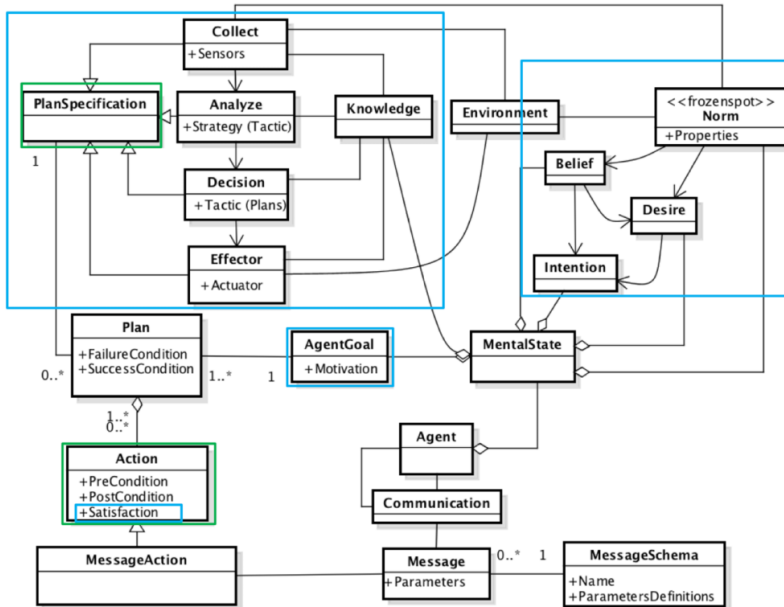 Collect
+Sensors
PlanSpecification
Analyze
+Strategy (Tactic)
Knowledge
Environment
<<frozenspot>>
Norm
+Properties
1
Belief
Decision
+Tactic (Plans)
Desire
Effector
+Actuator
Intention
Plan
+FailureCondition
+SuccessCondition
AgentGoal
+Motivation
MentalState
0..*
1..*
1
1..*
0..*
Action
+PreCondition
+PostCondition
+Satisfaction
Agent
Communication
MessageAction
Message
+Parameters
0..*
1
MessageSchema
+Name
+ParametersDefinitions